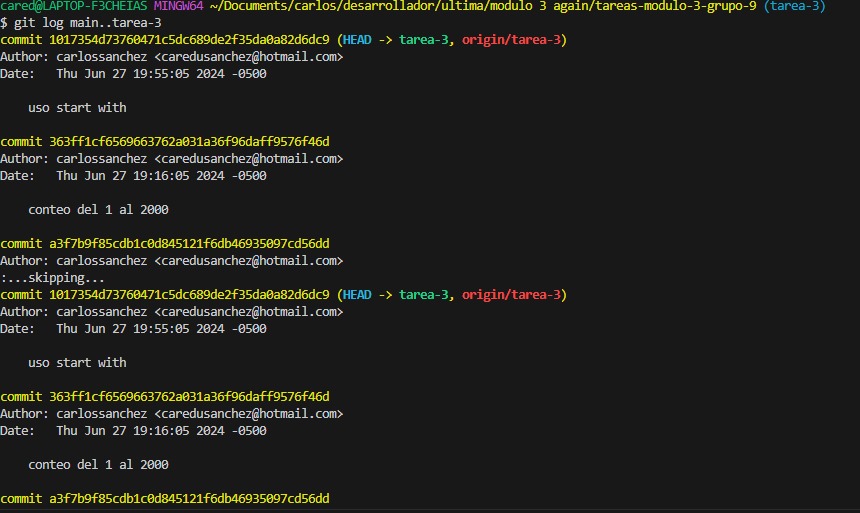 cared@LAPTOP-F3CHEIAS MINGW64 ~/Documents/carlos/desarrollador/ultima/modulo 3 again/tareas-modulo-3-grupo-9 (tarea-3)
$ git log main..tarea-3
commit 1017354d73760471c5dc689de2f35da0a82d6dc9 (HEAD -> tarea-3, origin/tarea-3)
Author: carlossanchez <caredusanchez@hotmail.com>
Date:   Thu Jun 27 19:55:05 2024 -0500
uso start with
commit 363ff1cf6569663762a031a36f96daff9576f46d
Author: carlossanchez <caredusanchez@hotmail.com>
Date:   Thu Jun 27 19:16:05 2024 -0500
conteo del 1 al 2000
commit a3f7b9f85cdb1c0d845121f6db46935097cd56dd
Author: carlossanchez <caredusanchez@hotmail.com>
:...skipping...
commit 1017354d73760471c5dc689de2f35da0a82d6dc9 (HEAD -> tarea-3, origin/tarea-3)
Author: carlossanchez <caredusanchez@hotmail.com>
Date:   Thu Jun 27 19:55:05 2024 -0500
uso start with
commit 363ff1cf6569663762a031a36f96daff9576f46d
Author: carlossanchez <caredusanchez@hotmail.com>
Date:   Thu Jun 27 19:16:05 2024 -0500
conteo del 1 al 2000
commit a3f7b9f85cdb1c0d845121f6db46935097cd56dd